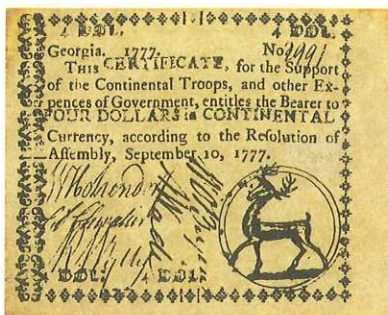 4 DOL. 4 DOL.
Georgia. 1777. No 9991
THIS CERTIFICATE, for the Support
of the Continental Troops, and other Ex-
pences of Government, entitles the Bearer to
FOUR DOLLARS in CONTINENTAL
Currency, according to the Resolution of
Assembly, September 10, 1777.
4 DOL. 4 DOL.